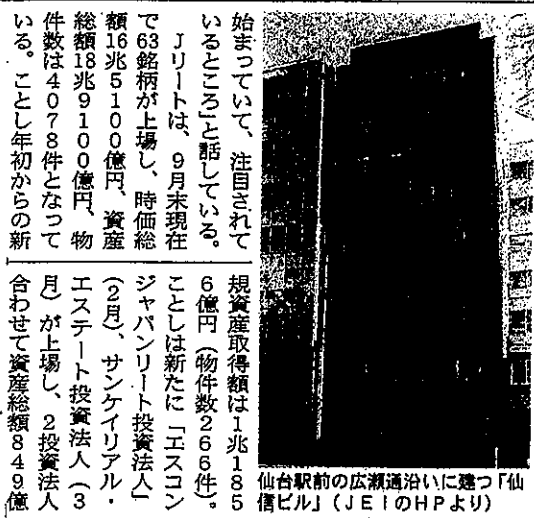 始まっていて、注目されて
いるところ」と話している。
Jリートは、9月末現在
で63銘柄が上場し、時価総
額16兆5100億円、資産
総額18兆9100億円、物
件数は4078件となって
いる。ことし年初からの新
規資産取得額は1兆185
6億円（物件数266件）。
ことしは新たに「エスコン
ジャパンリート投資法人」
（2月）、サンケイリアル・
エステート投資法人（3
月）が上場し、2投資法人
合わせて資産総額849億
仙台駅前の広瀬通沿いに建つ「仙
信ビル」（JEIのHPより）